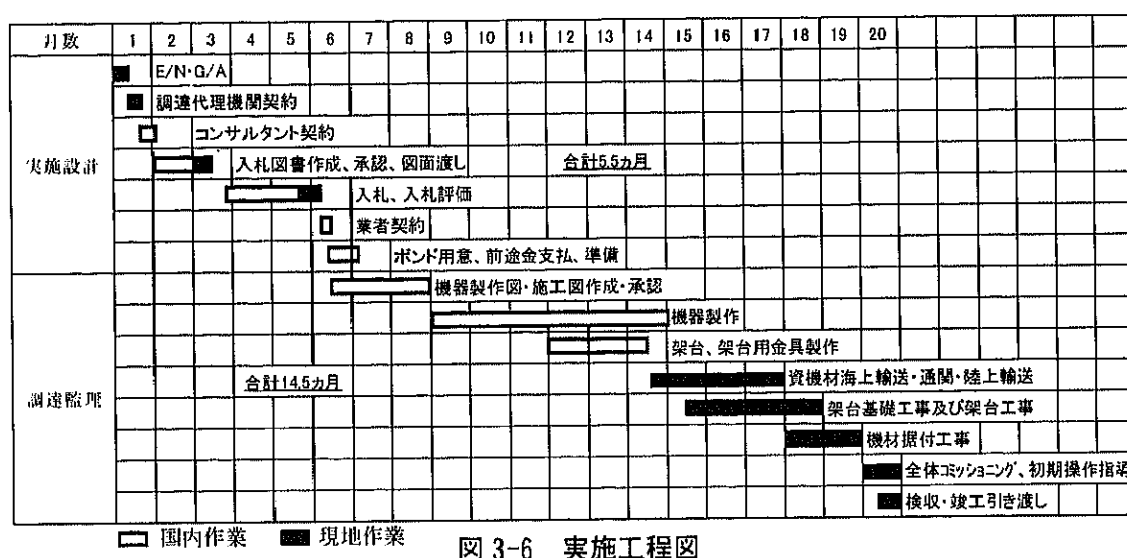 月数 1 2 3 4 5 6 7 8 9 10 11 12 13 14 15 16 17 18 19 20
実施設計
E/N・G/A
調達代理機関契約
コンサルタント契約
入札図書作成、承認、図面渡し 合計5.5ヵ月
入札、入札評価
業者契約
ボンド用意、前途金支払、準備
調達監理
機器製作図・施工図作成・承認
機器製作
架台、架台用金具製作
合計14.5ヵ月 資機材海上輸送・通関・陸上輸送
架台基礎工事及び架台工事
機材据付工事
全体コミッショニング、初期操作指導
検収・竣工引き渡し
国内作業 現地作業
図 3-6 実施工程図